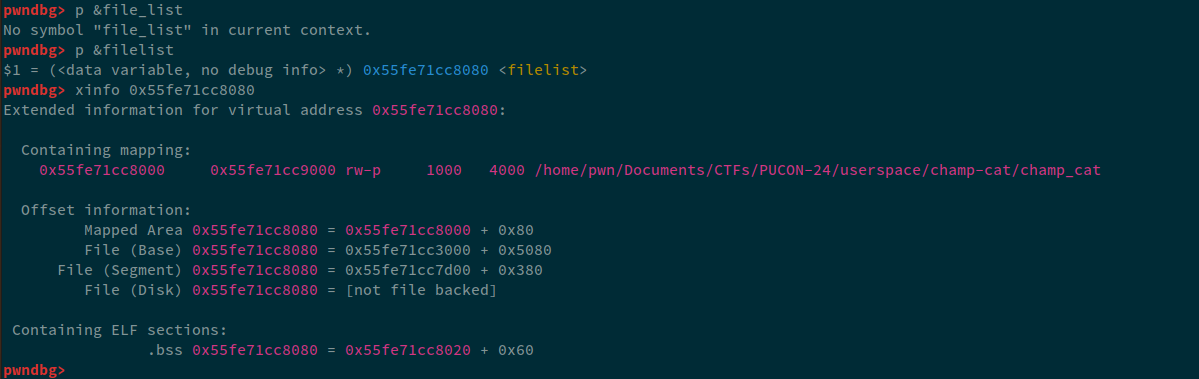 pwndbg> p &file_list
No symbol "file_list" in current context.
pwndbg> p &filelist
$1 = (<data variable, no debug info> *) 0x55fe71cc8080 <filelist>
pwndbg> xinfo 0x55fe71cc8080
Extended information for virtual address 0x55fe71cc8080:

  Containing mapping:
    0x55fe71cc8000     0x55fe71cc9000 rw-p     1000   4000 /home/pwn/Documents/CTFs/PUCON-24/userspace/champ-cat/champ_cat

  Offset information:
         Mapped Area 0x55fe71cc8080 = 0x55fe71cc8000 + 0x80
         File (Base) 0x55fe71cc8080 = 0x55fe71cc3000 + 0x5080
      File (Segment) 0x55fe71cc8080 = 0x55fe71cc7d00 + 0x380
         File (Disk) 0x55fe71cc8080 = [not file backed]

 Containing ELF sections:
                .bss 0x55fe71cc8080 = 0x55fe71cc8020 + 0x60
pwndbg>